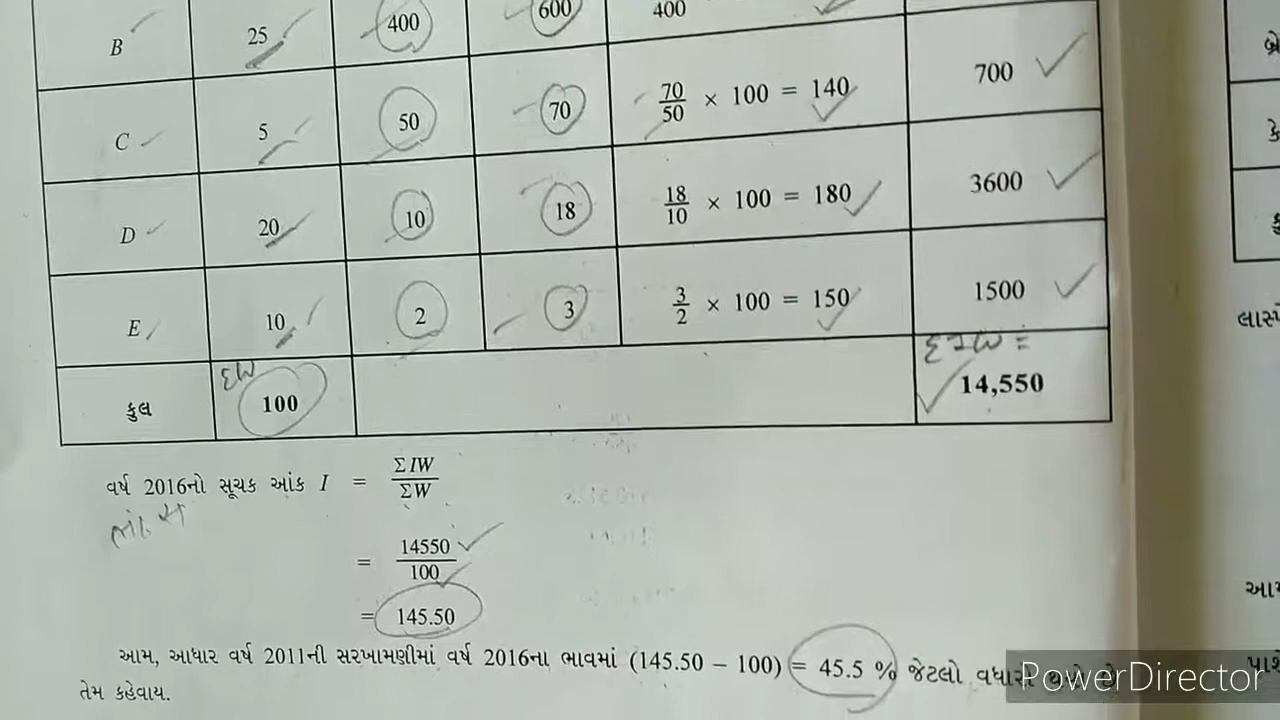 B 25 400 600 400
C 5 50 70 70/50 × 100 = 140 700
D 20 10 18 18/10 × 100 = 180 3600
E 10 2 3 3/2 × 100 = 150 1500
ΣW ΣIW =
કુલ 100 14,550
વર્ષ 2016નો સૂચક આંક I = ΣIW/ΣW
ભા. સ
= 14550/100
= 145.50
આમ, આધાર વર્ષ 2011ની સરખામણીમાં વર્ષ 2016ના ભાવમાં (145.50 – 100) = 45.5 % જેટલો વધારો થયો છે
તેમ કહેવાય.
લાસ્પે
PowerDirector